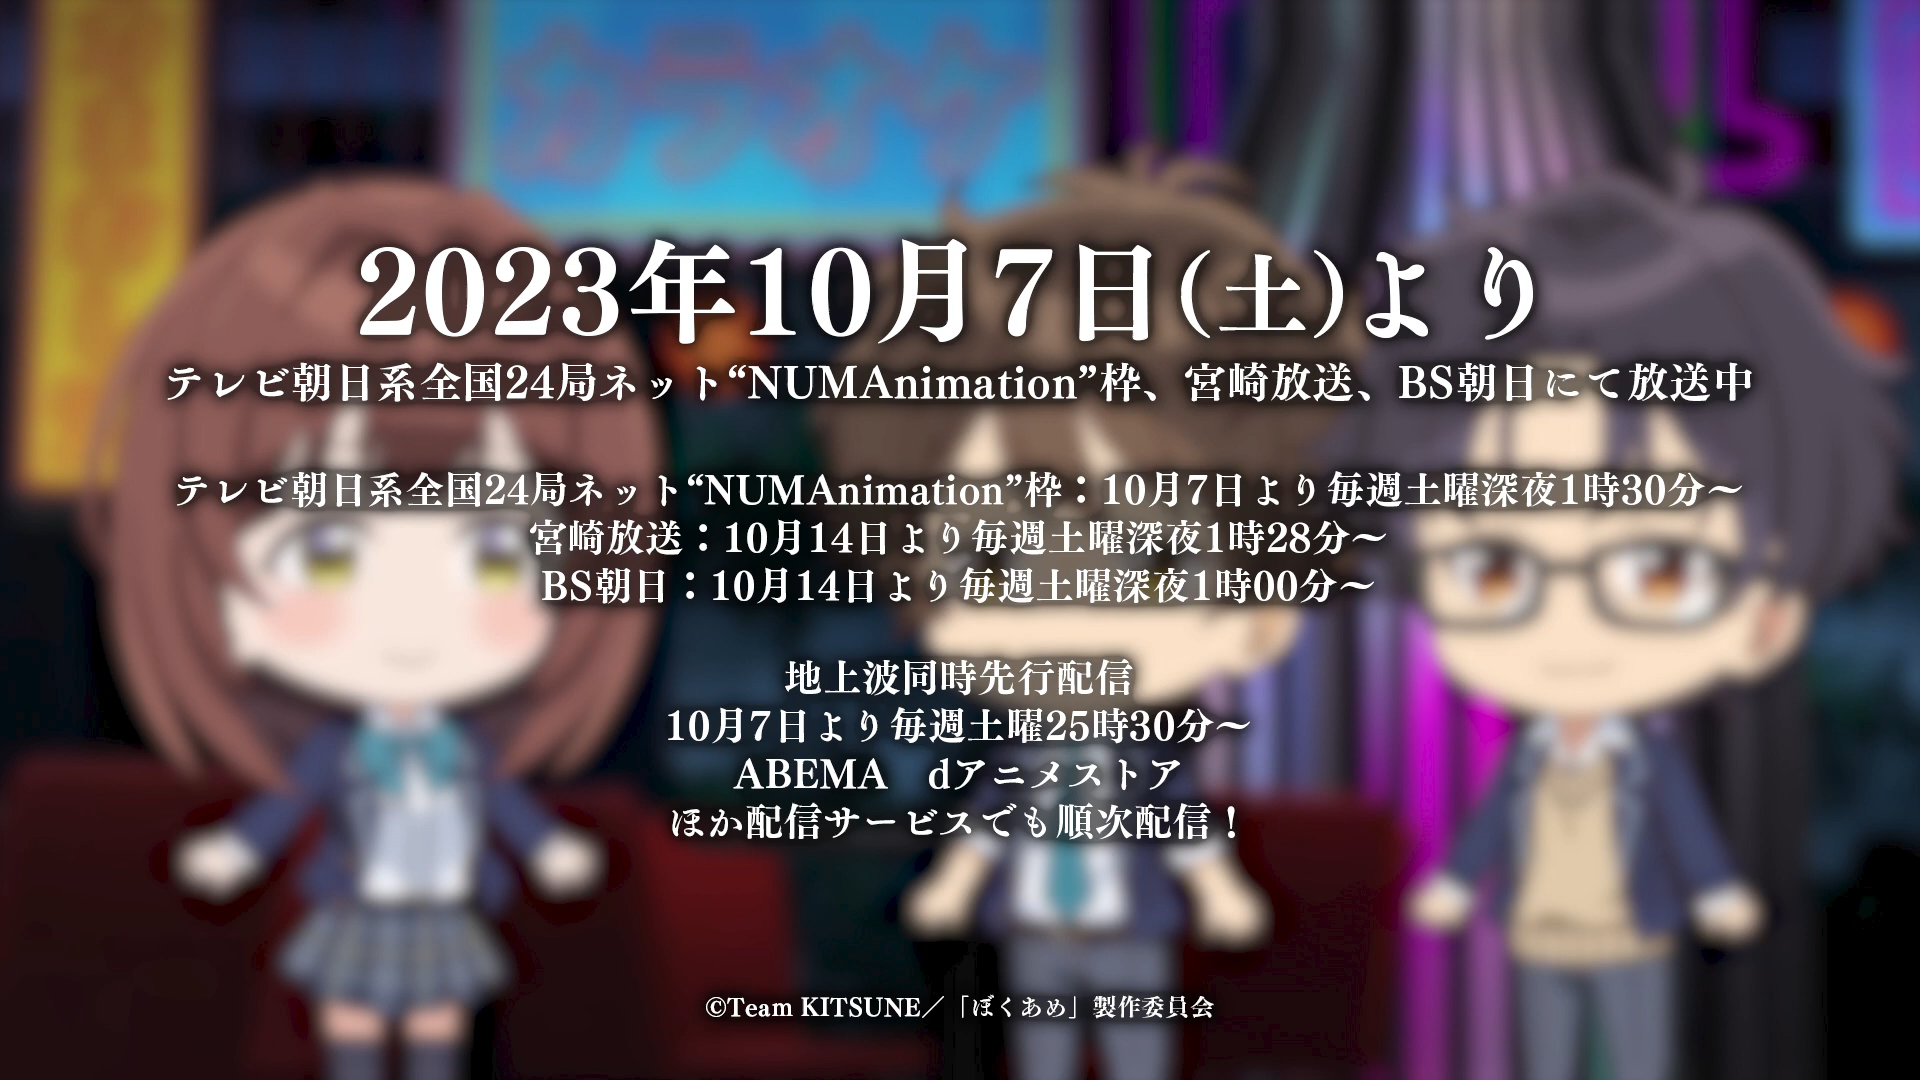 カラオケ
2023年10月7日(土)より
テレビ朝日系全国24局ネット“NUMAnimation”枠、宮崎放送、BS朝日にて放送中
テレビ朝日系全国24局ネット“NUMAnimation”枠：10月7日より毎週土曜深夜1時30分～
宮崎放送：10月14日より毎週土曜深夜1時28分～
BS朝日：10月14日より毎週土曜深夜1時00分～
地上波同時先行配信
10月7日より毎週土曜25時30分～
ABEMA　dアニメストア
ほか配信サービスでも順次配信！
©Team KITSUNE／「ぼくあめ」製作委員会